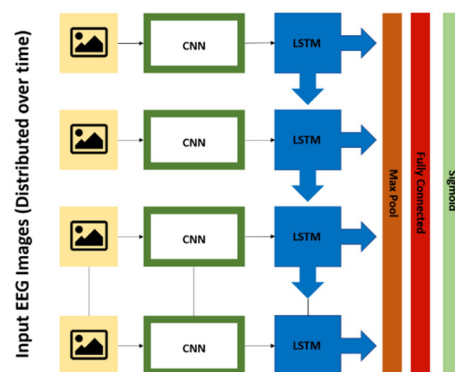 Input EEG Images (Distributed over time)
CNN
LSTM
CNN
LSTM
CNN
LSTM
CNN
LSTM
Max Pool
Fully Connected
Sigmoid